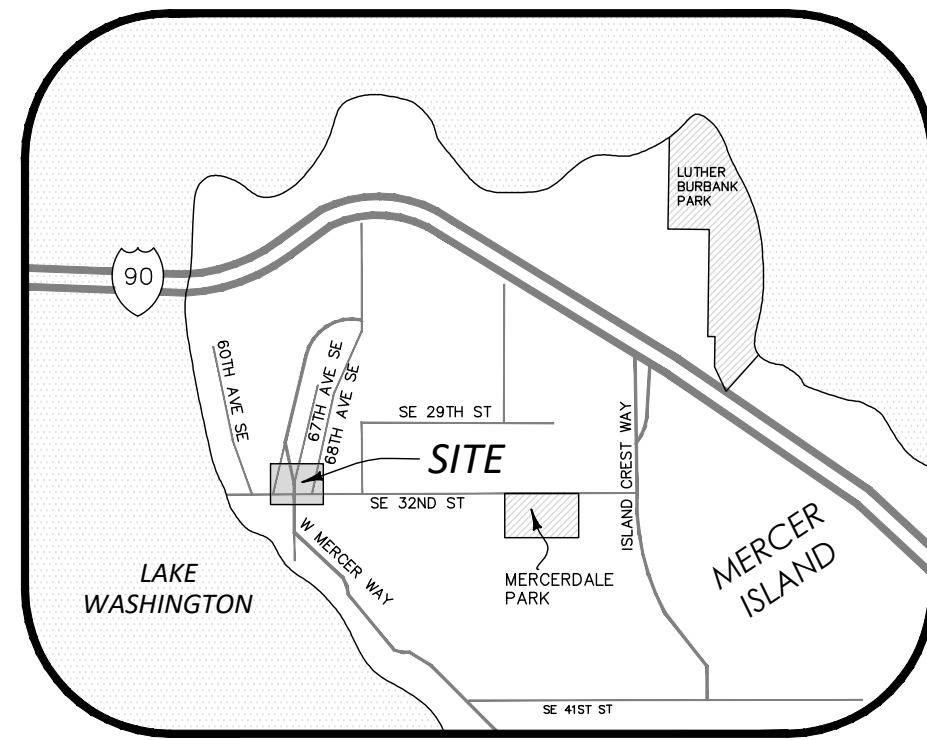 LUTHER
BURBANK
PARK
90
60TH AVE SE
67TH AVE SE
68TH AVE SE
SE 29TH ST
SITE
ISLAND CREST WAY
SE 32ND ST
W MERCER WAY
MERCER
ISLAND
LAKE
WASHINGTON
MERCERDALE
PARK
SE 41ST ST